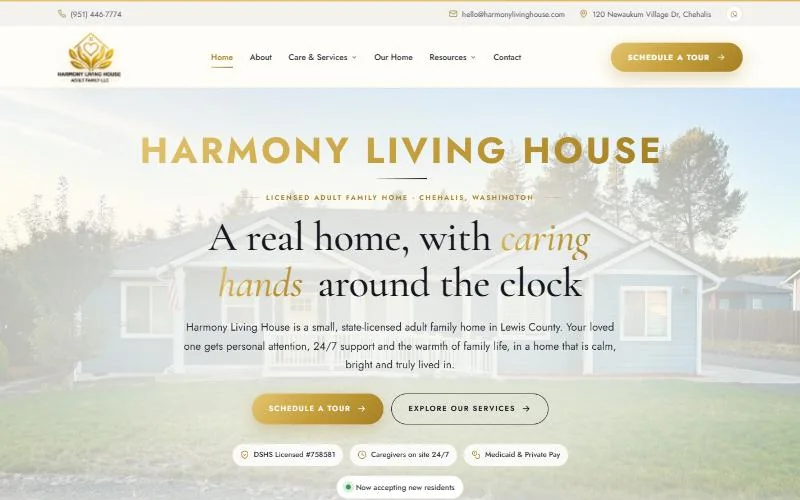 (951) 446-7774
hello@harmonylivinghouse.com
120 Newaukum Village Dr, Chehalis
HARMONY LIVING HOUSE
ADULT FAMILY LLC
Home
About
Care & Services
Our Home
Resources
Contact
SCHEDULE A TOUR
HARMONY LIVING HOUSE
LICENSED ADULT FAMILY HOME · CHEHALIS, WASHINGTON
A real home, with caring
hands around the clock
Harmony Living House is a small, state-licensed adult family home in Lewis County. Your loved
one gets personal attention, 24/7 support and the warmth of family life, in a home that is calm,
bright and truly lived in.
SCHEDULE A TOUR
EXPLORE OUR SERVICES
DSHS Licensed #758581
Caregivers on site 24/7
Medicaid & Private Pay
Now accepting new residents